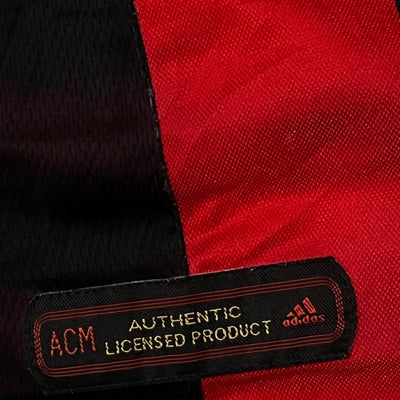 ACM
AUTHENTIC
LICENSED PRODUCT
adidas